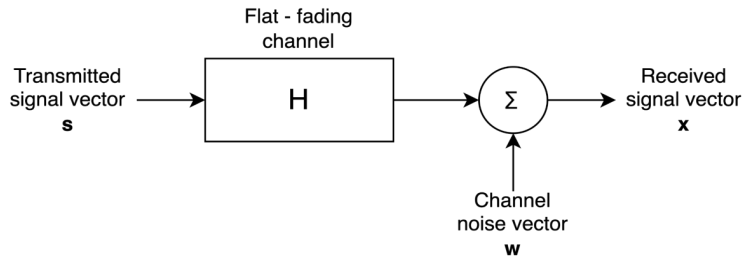 Flat - fading
channel
Transmitted
signal vector
s
H
Σ
Received
signal vector
x
Channel
noise vector
w